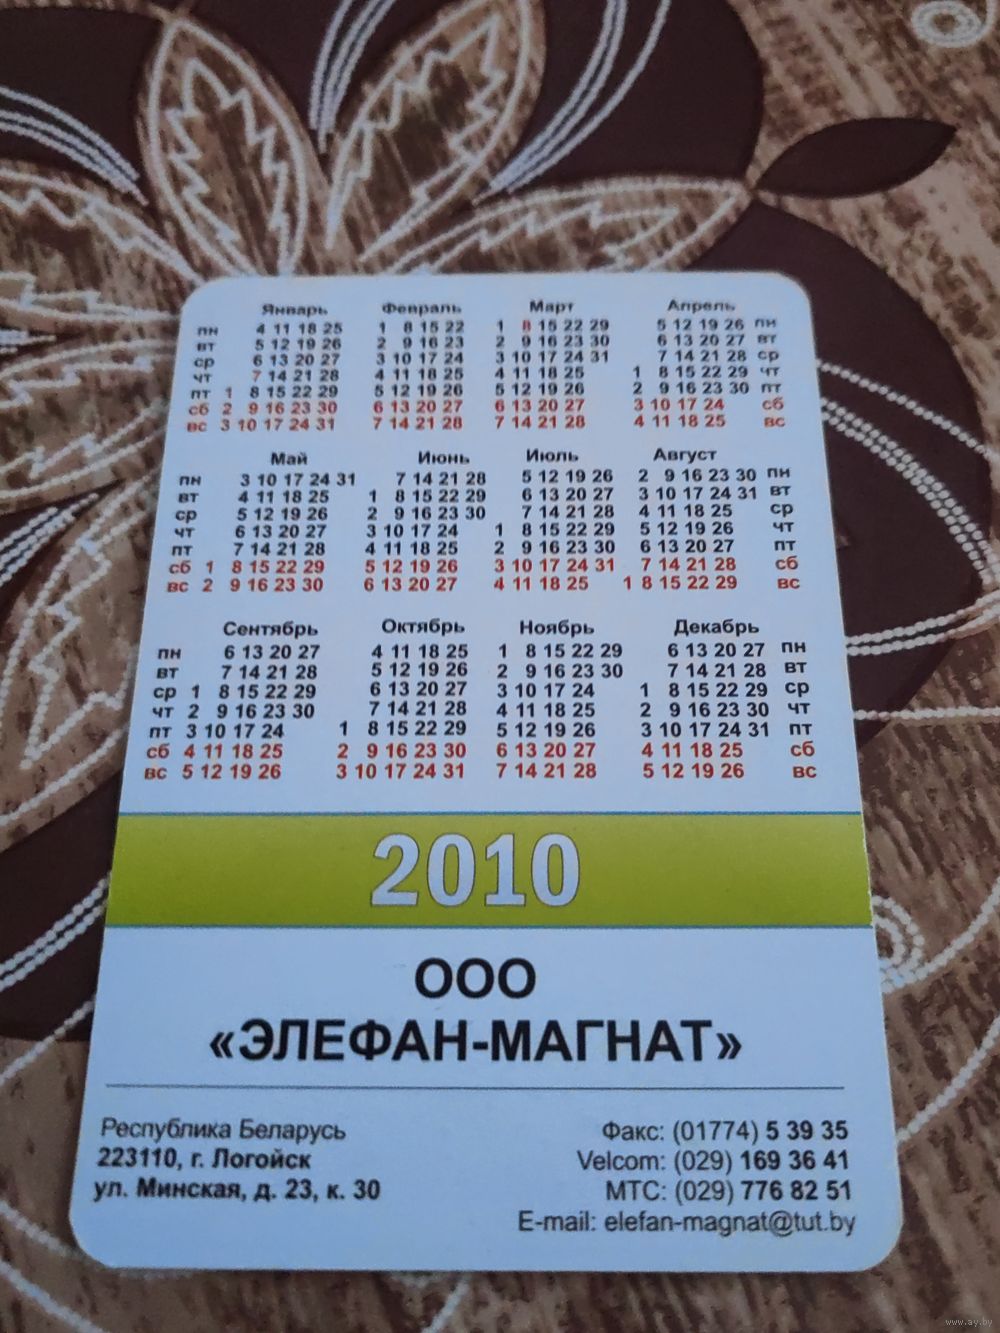 Январь Февраль Март Апрель
пн 4 11 18 25 1 8 15 22 1 8 15 22 29 5 12 19 26 пн
вт 5 12 19 26 2 9 16 23 2 9 16 23 30 6 13 20 27 вт
ср 6 13 20 27 3 10 17 24 3 10 17 24 31 7 14 21 28 ср
чт 7 14 21 28 4 11 18 25 4 11 18 25 1 8 15 22 29 чт
пт 1 8 15 22 29 5 12 19 26 5 12 19 26 2 9 16 23 30 пт
сб 2 9 16 23 30 6 13 20 27 6 13 20 27 3 10 17 24 сб
вс 3 10 17 24 31 7 14 21 28 7 14 21 28 4 11 18 25 вс
Май Июнь Июль Август
пн 3 10 17 24 31 7 14 21 28 5 12 19 26 2 9 16 23 30 пн
вт 4 11 18 25 1 8 15 22 29 6 13 20 27 3 10 17 24 31 вт
ср 5 12 19 26 2 9 16 23 30 7 14 21 28 4 11 18 25 ср
чт 6 13 20 27 3 10 17 24 1 8 15 22 29 5 12 19 26 чт
пт 7 14 21 28 4 11 18 25 2 9 16 23 30 6 13 20 27 пт
сб 1 8 15 22 29 5 12 19 26 3 10 17 24 31 7 14 21 28 сб
вс 2 9 16 23 30 6 13 20 27 4 11 18 25 1 8 15 22 29 вс
Сентябрь Октябрь Ноябрь Декабрь
пн 6 13 20 27 4 11 18 25 1 8 15 22 29 6 13 20 27 пн
вт 7 14 21 28 5 12 19 26 2 9 16 23 30 7 14 21 28 вт
ср 1 8 15 22 29 6 13 20 27 3 10 17 24 1 8 15 22 29 ср
чт 2 9 16 23 30 7 14 21 28 4 11 18 25 2 9 16 23 30 чт
пт 3 10 17 24 1 8 15 22 29 5 12 19 26 3 10 17 24 31 пт
сб 4 11 18 25 2 9 16 23 30 6 13 20 27 4 11 18 25 сб
вс 5 12 19 26 3 10 17 24 31 7 14 21 28 5 12 19 26 вс
2010
ООО
«ЭЛЕФАН-МАГНАТ»
Республика Беларусь
223110, г. Логойск
ул. Минская, д. 23, к. 30
Факс: (01774) 5 39 35
Velcom: (029) 169 36 41
МТС: (029) 776 82 51
E-mail: elefan-magnat@tut.by
www.ay.by